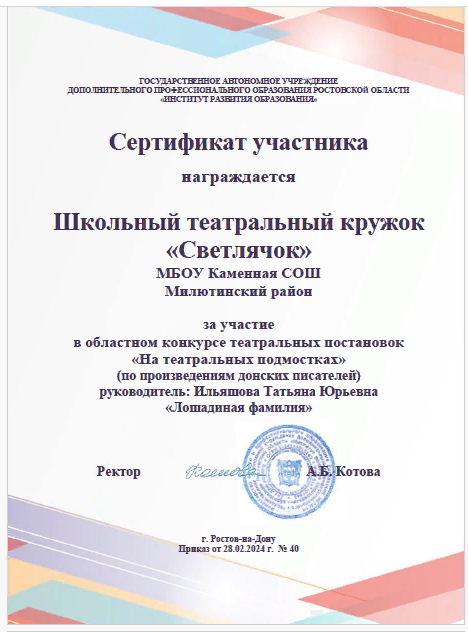 ГОСУДАРСТВЕННОЕ АВТОНОМНОЕ УЧРЕЖДЕНИЕ
ДОПОЛНИТЕЛЬНОГО ПРОФЕССИОНАЛЬНОГО ОБРАЗОВАНИЯ РОСТОВСКОЙ ОБЛАСТИ
«ИНСТИТУТ РАЗВИТИЯ ОБРАЗОВАНИЯ»
Сертификат участника
награждается
Школьный театральный кружок
«Светлячок»
МБОУ Каменная СОШ
Милютинский район
за участие
в областном конкурсе театральных постановок
«На театральных подмостках»
(по произведениям донских писателей)
руководитель: Ильяшова Татьяна Юрьевна
«Лошадиная фамилия»
Ректор А.Б. Котова
г. Ростов-на-Дону
Приказ от 28.02.2024 г. № 40